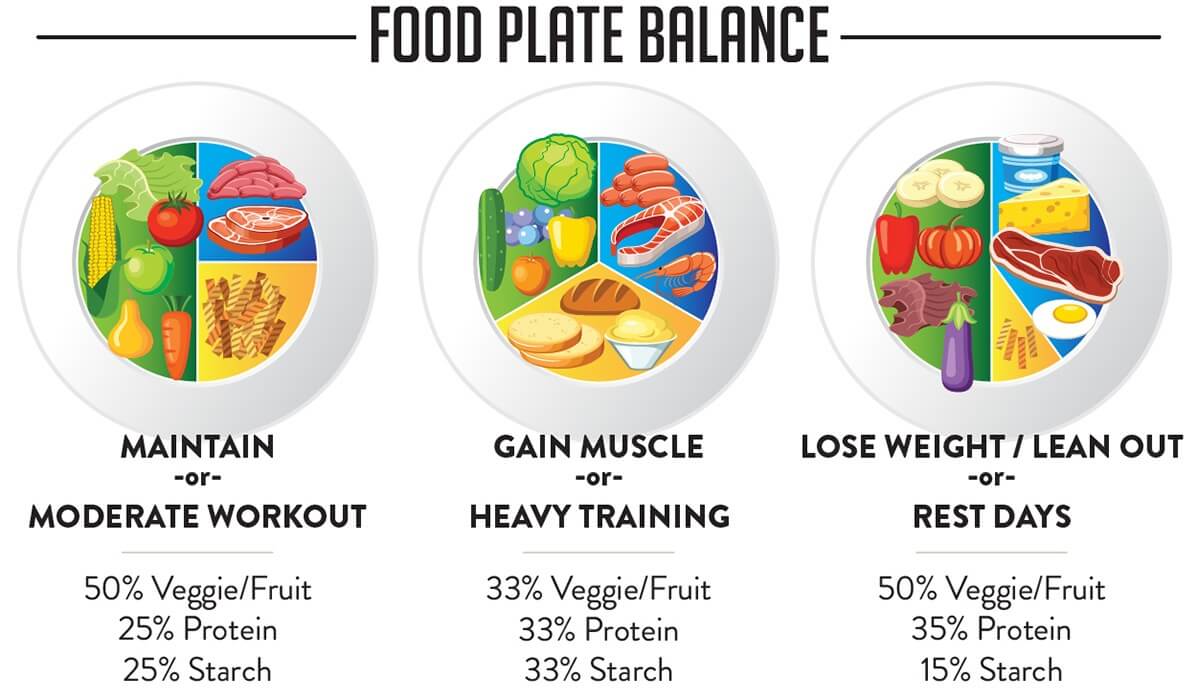 FOOD PLATE BALANCE
MAINTAIN
-or-
MODERATE WORKOUT
50% Veggie/Fruit
25% Protein
25% Starch
GAIN MUSCLE
-or-
HEAVY TRAINING
33% Veggie/Fruit
33% Protein
33% Starch
LOSE WEIGHT / LEAN OUT
-or-
REST DAYS
50% Veggie/Fruit
35% Protein
15% Starch